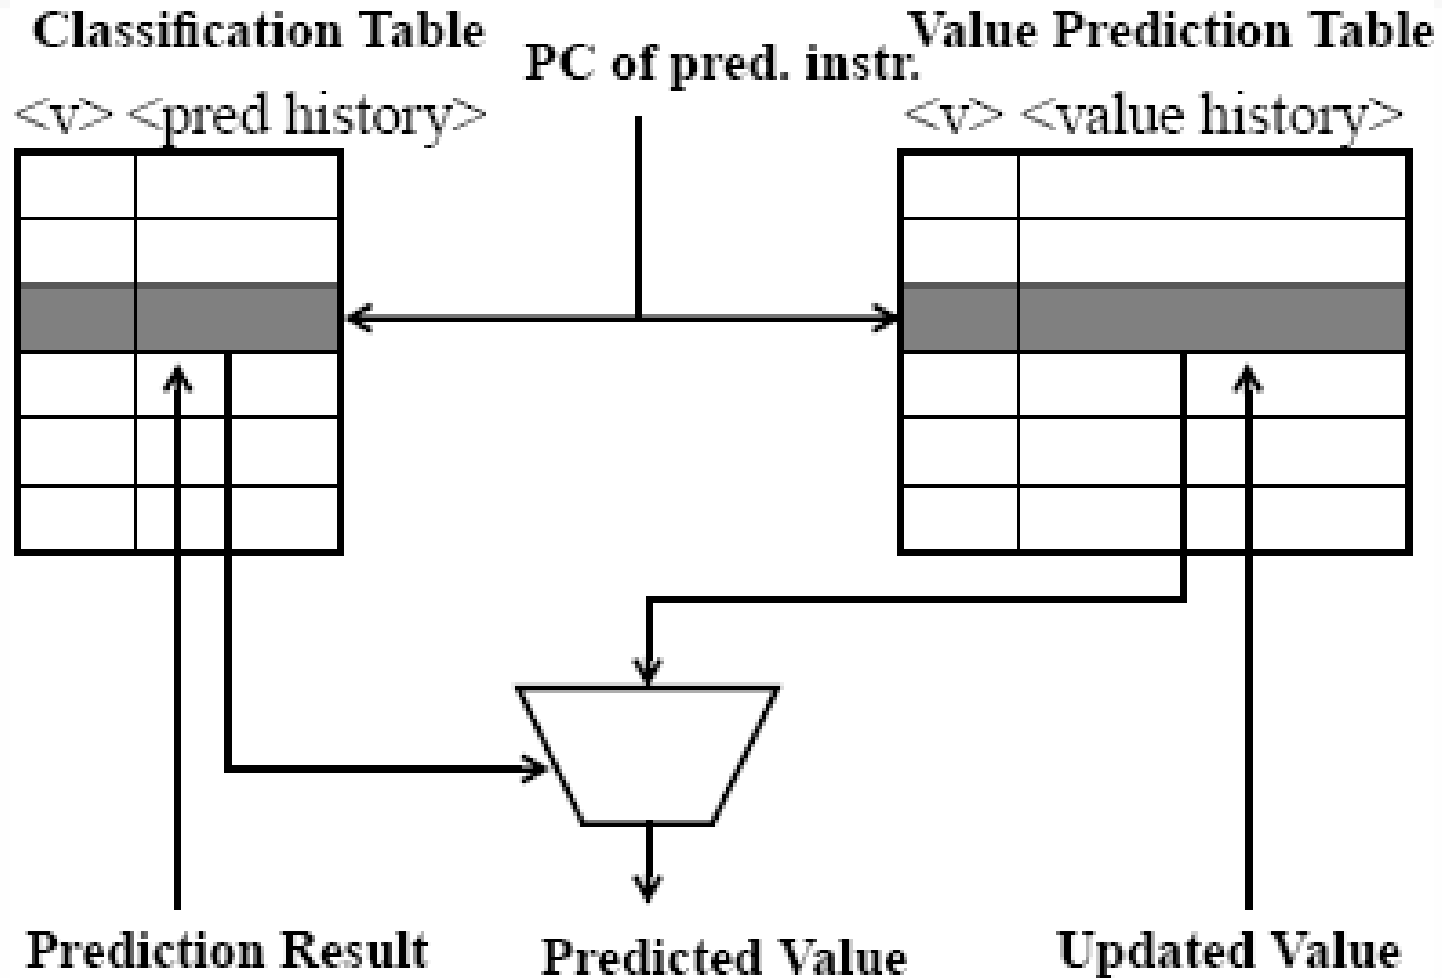 Classification Table
PC of pred. instr.
Value Prediction Table
<v> <pred history>
<v> <value history>
Prediction Result
Predicted Value
Updated Value